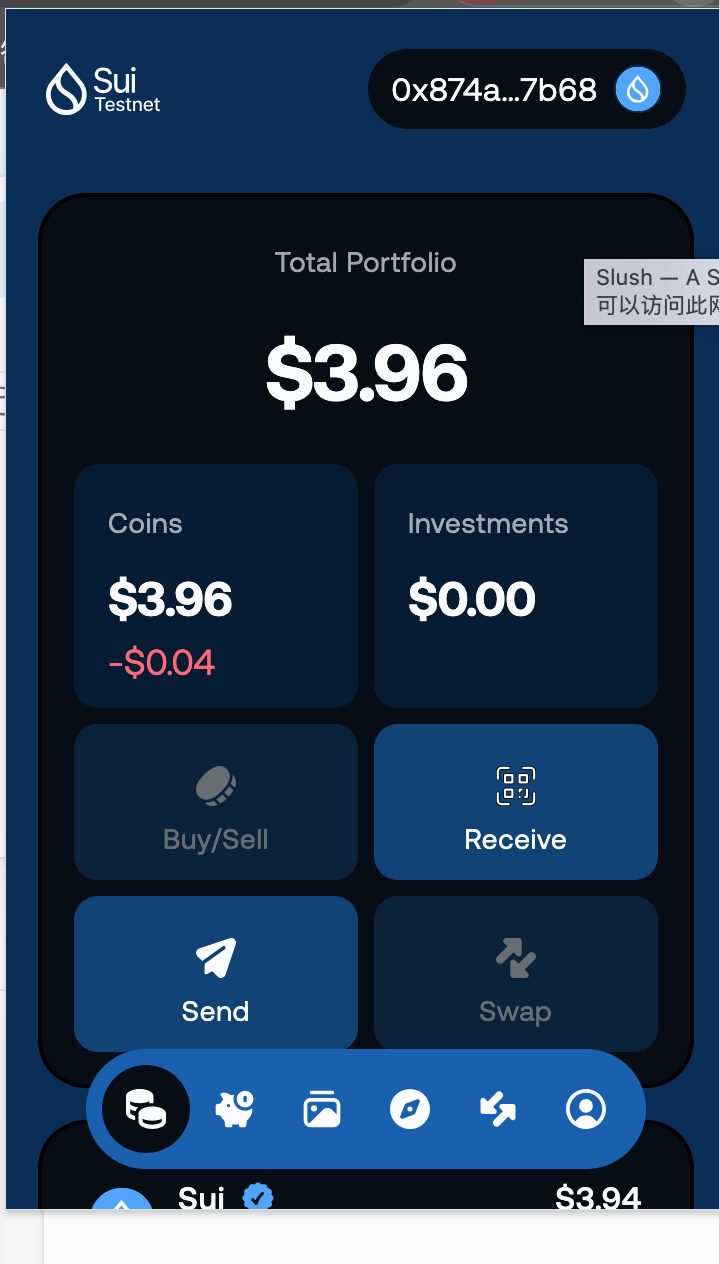 Sui
Testnet
0x874a...7b68
Total Portfolio
Slush — A S
可以访问此网
$3.96
Coins
Investments
$3.96
$0.00
-$0.04
Buy/Sell
Receive
Send
Swap
Sui
$3.94